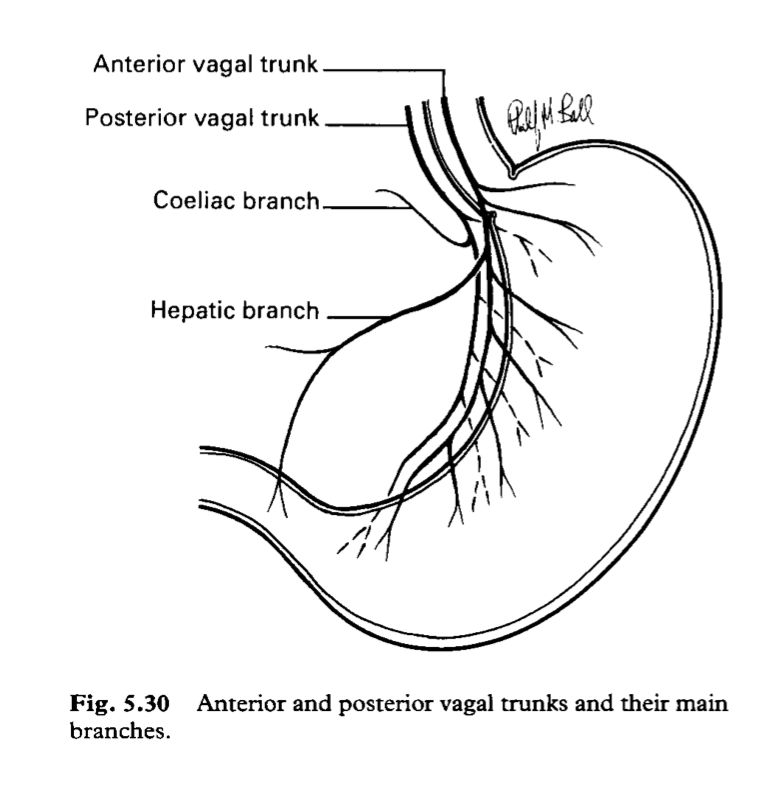 Anterior vagal trunk
Posterior vagal trunk
Coeliac branch
Hepatic branch
Fig. 5.30 Anterior and posterior vagal trunks and their main
branches.